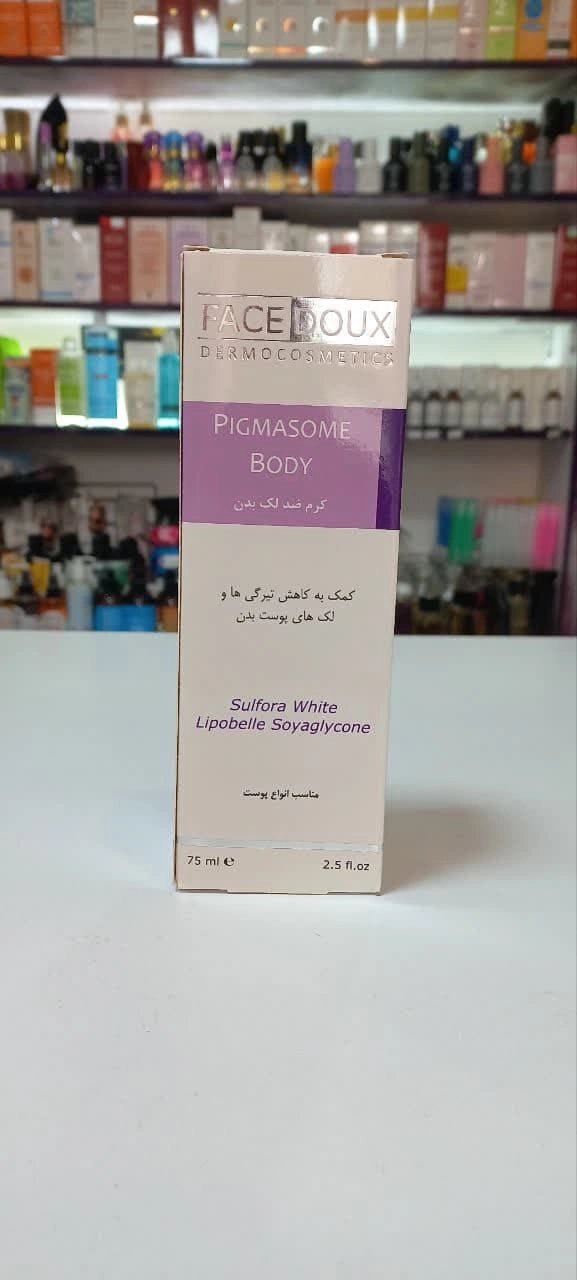 FACE DOUX
DERMOCOSMETICS
PIGMASOME
BODY
کرم ضد لک بدن
کمک به کاهش تیرگی ها و
لک های پوست بدن
Sulfora White
Lipobelle Soyaglycone
مناسب انواع پوست
75 ml ℮
2.5 fl.oz